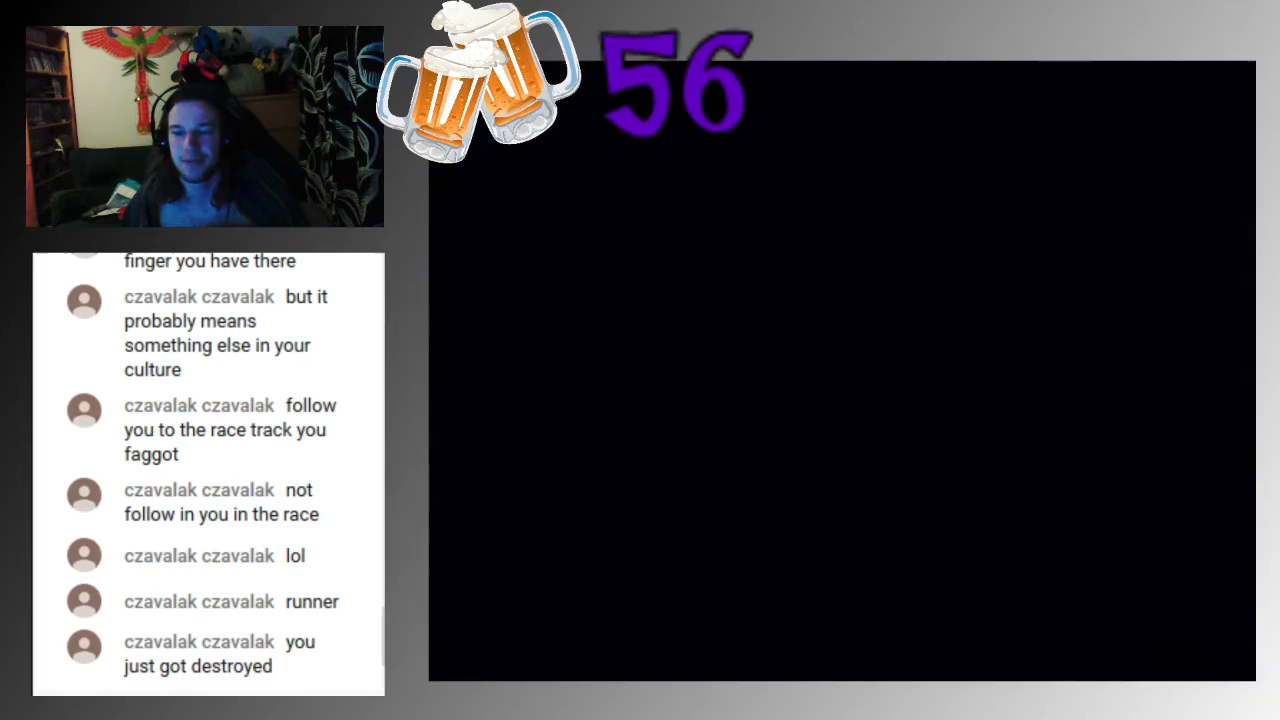 56
finger you have there
czavalak czavalak but it
probably means
something else in your
culture
czavalak czavalak follow
you to the race track you
faggot
czavalak czavalak not
follow in you in the race
czavalak czavalak lol
czavalak czavalak runner
czavalak czavalak you
just got destroyed